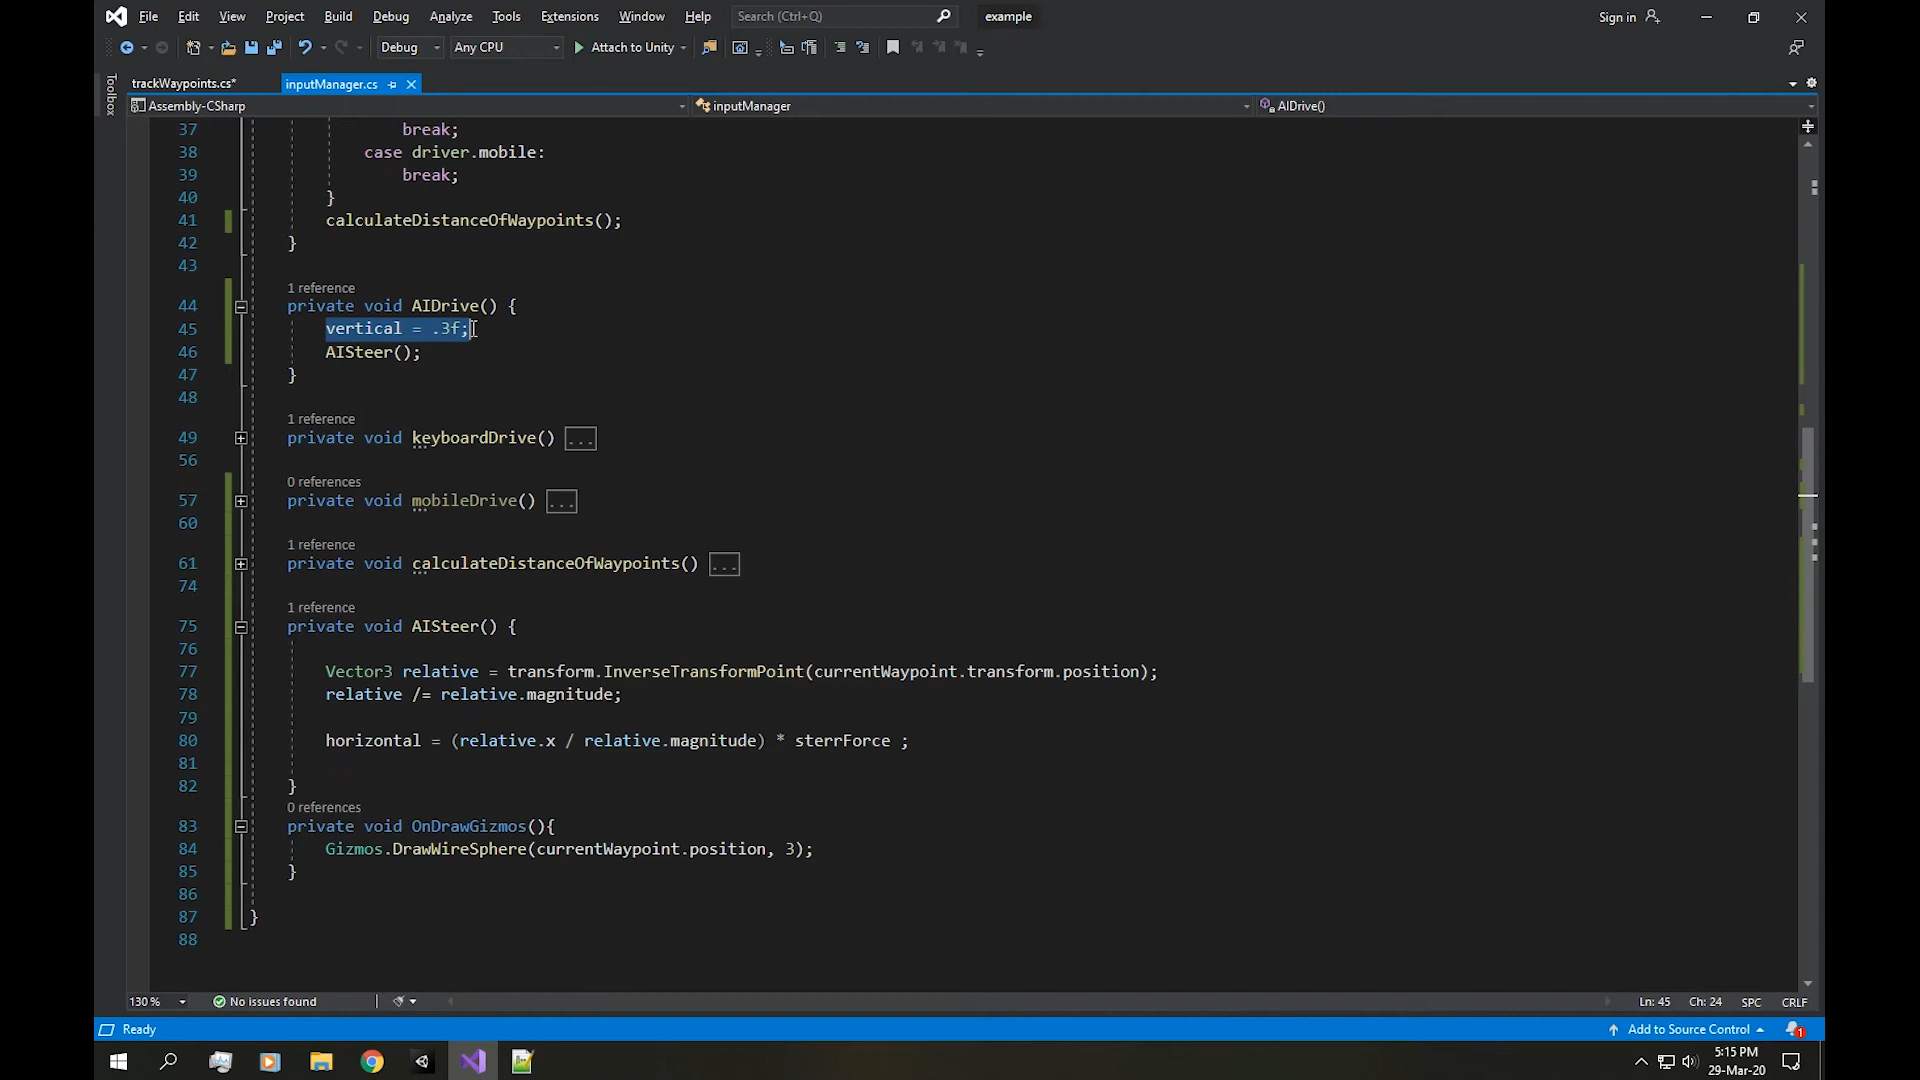 File Edit View Project Build Debug Analyze Tools Extensions Window Help Search (Ctrl+Q) example Sign in
Debug Any CPU Attach to Unity
Toolbox
trackWaypoints.cs* inputManager.cs
Assembly-CSharp inputManager AIDrive()
37 break;
38 case driver.mobile:
39 break;
40 }
41 calculateDistanceOfWaypoints();
42 }
43
1 reference
44 private void AIDrive() {
45 vertical = .3f;
46 AISteer();
47 }
48
1 reference
49 private void keyboardDrive() ...
56
0 references
57 private void mobileDrive() ...
60
1 reference
61 private void calculateDistanceOfWaypoints() ...
74
1 reference
75 private void AISteer() {
76
77 Vector3 relative = transform.InverseTransformPoint(currentWaypoint.transform.position);
78 relative /= relative.magnitude;
79
80 horizontal = (relative.x / relative.magnitude) * sterrForce ;
81
82 }
0 references
83 private void OnDrawGizmos(){
84 Gizmos.DrawWireSphere(currentWaypoint.position, 3);
85 }
86
87 }
88
130 % No issues found Ln: 45 Ch: 24 SPC CRLF
Ready Add to Source Control 1
5:15 PM
29-Mar-20